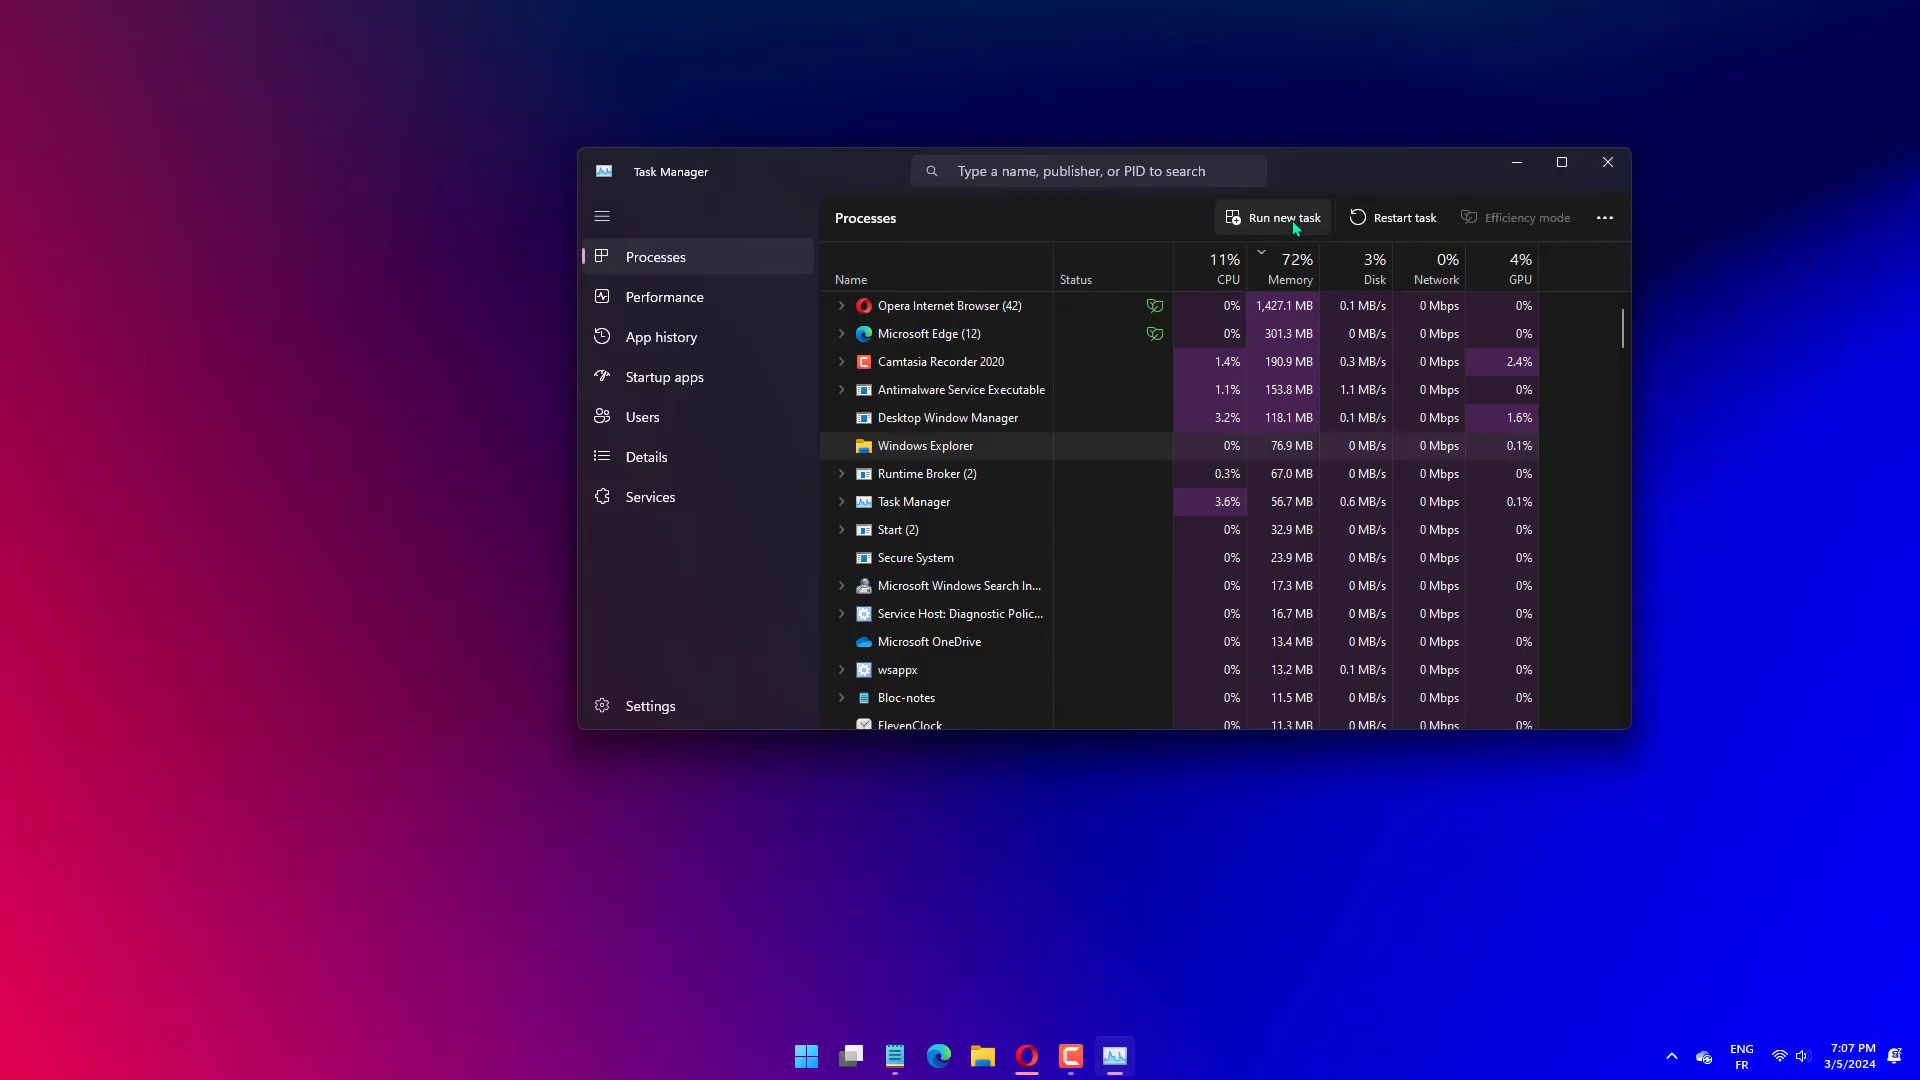 Task Manager
Type a name, publisher, or PID to search
Processes
Run new task
Restart task
Efficiency mode
Processes
Performance
App history
Startup apps
Users
Details
Services
Settings
11% 72% 3% 0% 4%
Name Status CPU Memory Disk Network GPU
Opera Internet Browser (42) 0% 1,427.1 MB 0.1 MB/s 0 Mbps 0%
Microsoft Edge (12) 0% 301.3 MB 0 MB/s 0 Mbps 0%
Camtasia Recorder 2020 1.4% 190.9 MB 0.3 MB/s 0 Mbps 2.4%
Antimalware Service Executable 1.1% 153.8 MB 1.1 MB/s 0 Mbps 0%
Desktop Window Manager 3.2% 118.1 MB 0.1 MB/s 0 Mbps 1.6%
Windows Explorer 0% 76.9 MB 0 MB/s 0 Mbps 0.1%
Runtime Broker (2) 0.3% 67.0 MB 0 MB/s 0 Mbps 0%
Task Manager 3.6% 56.7 MB 0.6 MB/s 0 Mbps 0.1%
Start (2) 0% 32.9 MB 0 MB/s 0 Mbps 0%
Secure System 0% 23.9 MB 0 MB/s 0 Mbps 0%
Microsoft Windows Search In... 0% 17.3 MB 0 MB/s 0 Mbps 0%
Service Host: Diagnostic Polic... 0% 16.7 MB 0 MB/s 0 Mbps 0%
Microsoft OneDrive 0% 13.4 MB 0 MB/s 0 Mbps 0%
wsappx 0% 13.2 MB 0.1 MB/s 0 Mbps 0%
Bloc-notes 0% 11.5 MB 0 MB/s 0 Mbps 0%
ElevenClock 0% 11.3 MB 0 MB/s 0 Mbps 0%
ENG
FR
7:07 PM
3/5/2024